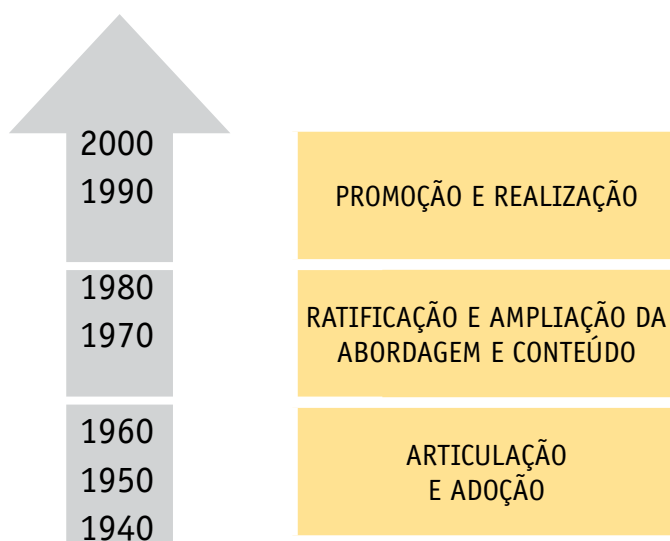 2000
1990
PROMOÇÃO E REALIZAÇÃO
1980
1970
RATIFICAÇÃO E AMPLIAÇÃO DA
ABORDAGEM E CONTEÚDO
1960
1950
1940
ARTICULAÇÃO
E ADOÇÃO